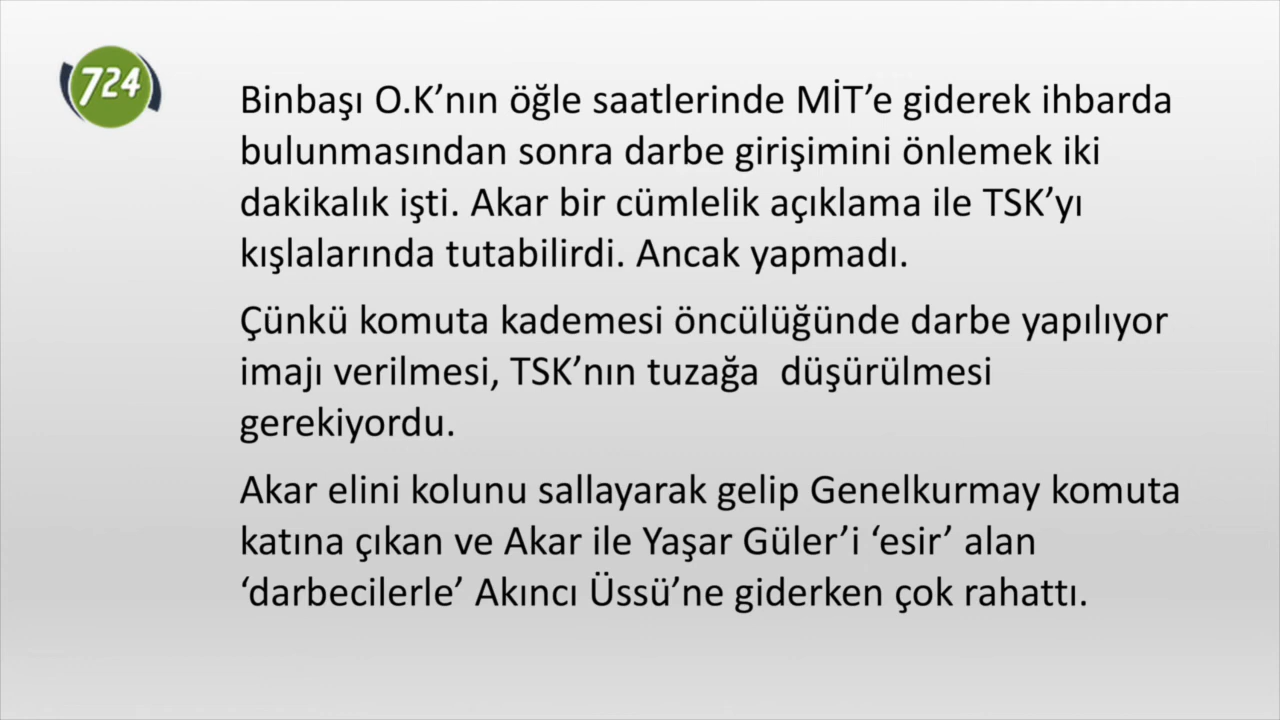 724
Binbaşı O.K’nın öğle saatlerinde MİT’e giderek ihbarda
bulunmasından sonra darbe girişimini önlemek iki
dakikalık işti. Akar bir cümlelik açıklama ile TSK’yı
kışlalarında tutabilirdi. Ancak yapmadı.
Çünkü komuta kademesi öncülüğünde darbe yapılıyor
imajı verilmesi, TSK’nın tuzağa  düşürülmesi
gerekiyordu.
Akar elini kolunu sallayarak gelip Genelkurmay komuta
katına çıkan ve Akar ile Yaşar Güler’i ‘esir’ alan
‘darbecilerle’ Akıncı Üssü’ne giderken çok rahattı.